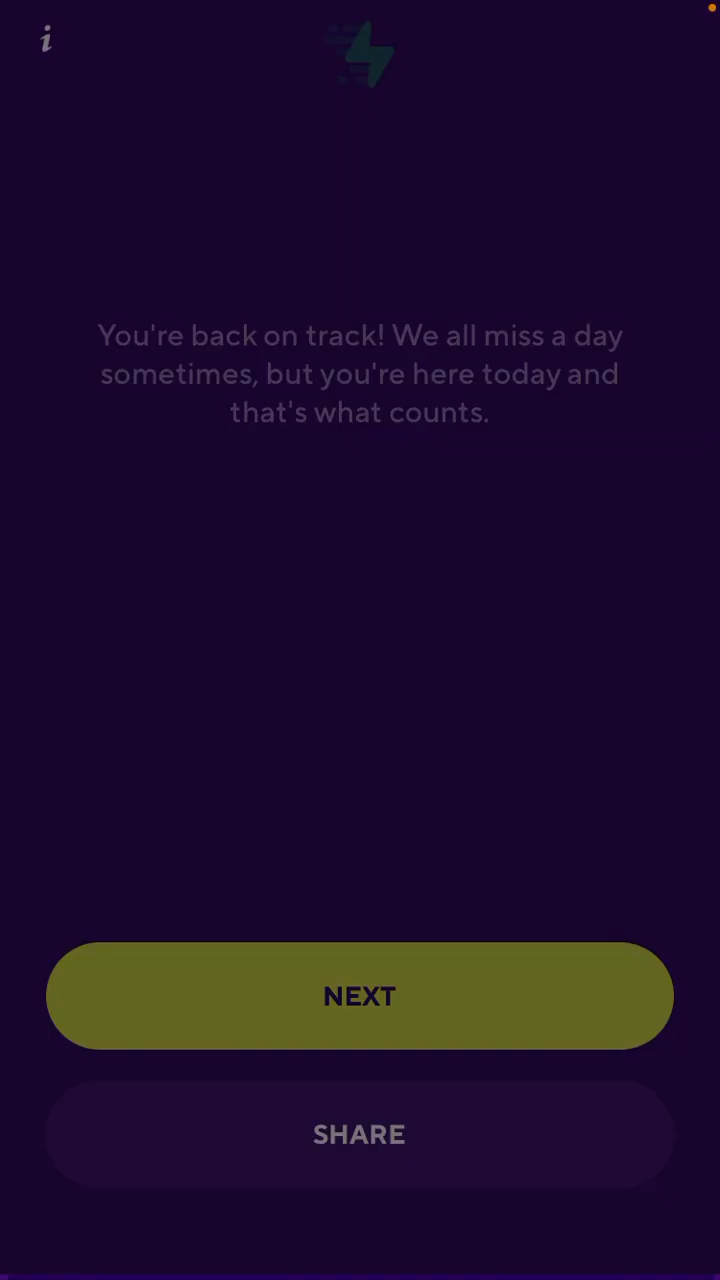 i
You're back on track! We all miss a day
sometimes, but you're here today and
that's what counts.
NEXT
SHARE